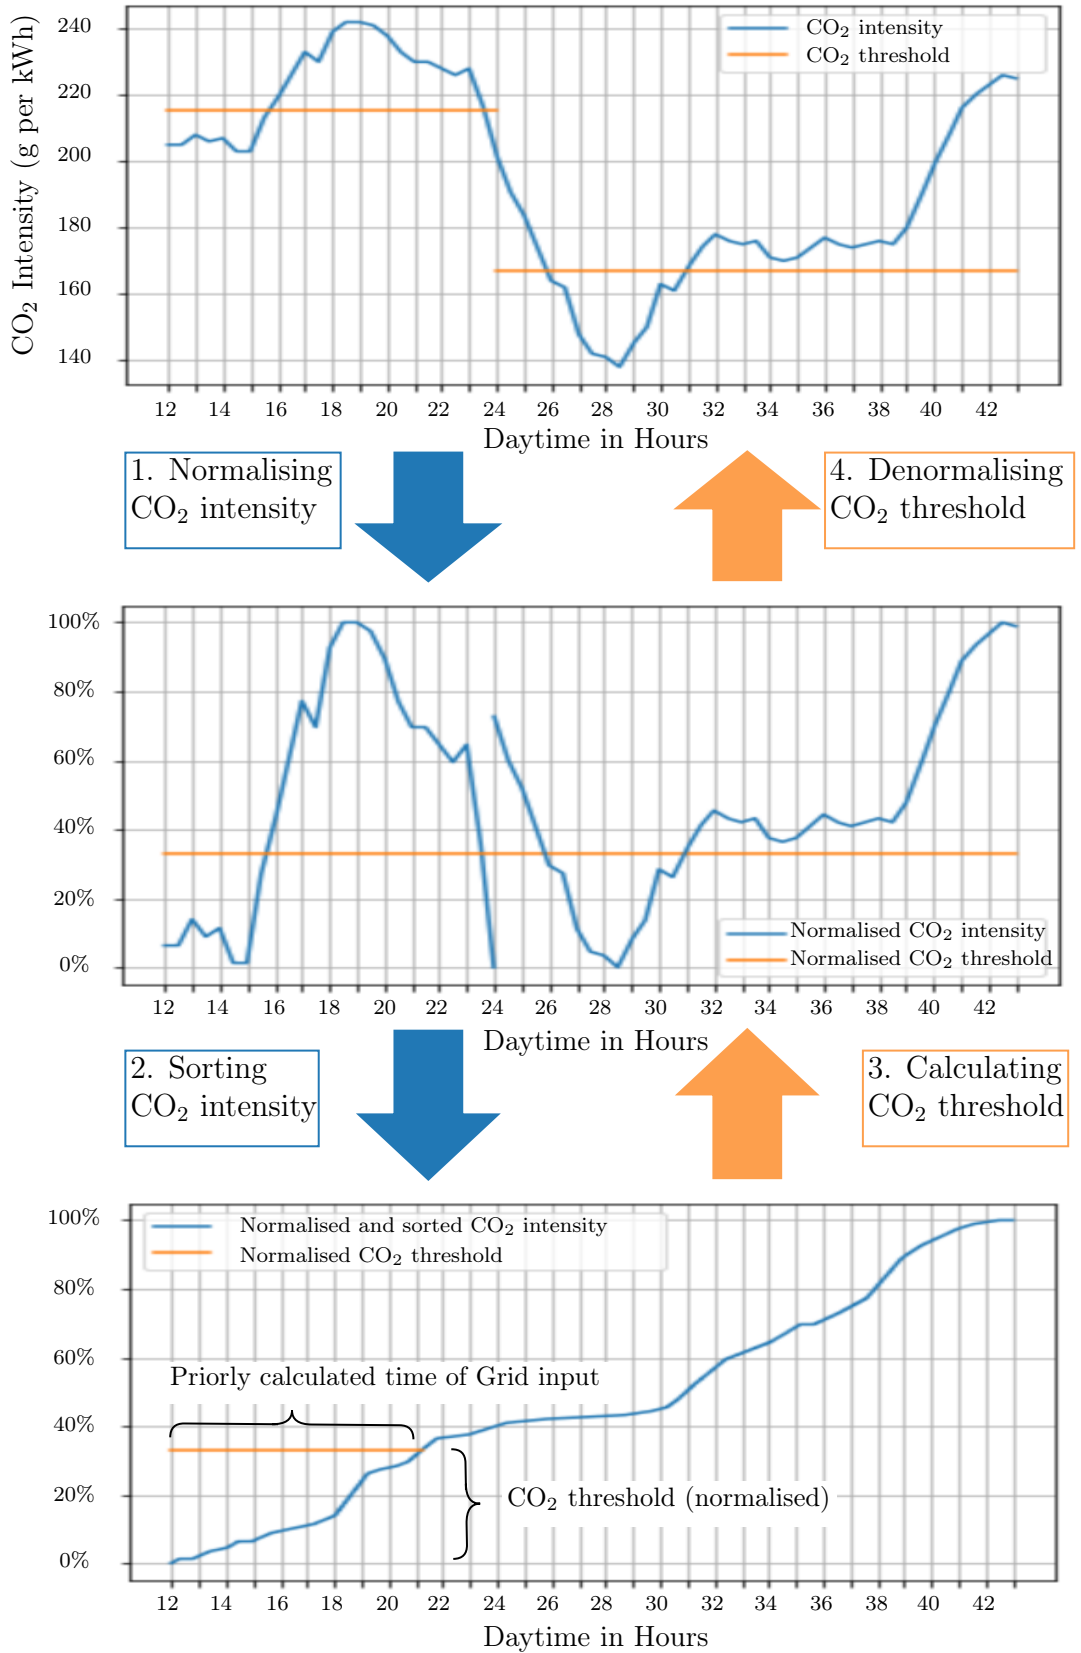 CO₂ Intensity (g per kWh)
240
220
200
180
160
140
CO₂ intensity
CO₂ threshold
12 14 16 18 20 22 24 26 28 30 32 34 36 38 40 42
Daytime in Hours
1. Normalising
CO₂ intensity
4. Denormalising
CO₂ threshold
100%
80%
60%
40%
20%
0%
Normalised CO₂ intensity
Normalised CO₂ threshold
12 14 16 18 20 22 24 26 28 30 32 34 36 38 40 42
Daytime in Hours
2. Sorting
CO₂ intensity
3. Calculating
CO₂ threshold
100%
80%
60%
40%
20%
0%
Normalised and sorted CO₂ intensity
Normalised CO₂ threshold
Priorly calculated time of Grid input
CO₂ threshold (normalised)
12 14 16 18 20 22 24 26 28 30 32 34 36 38 40 42
Daytime in Hours